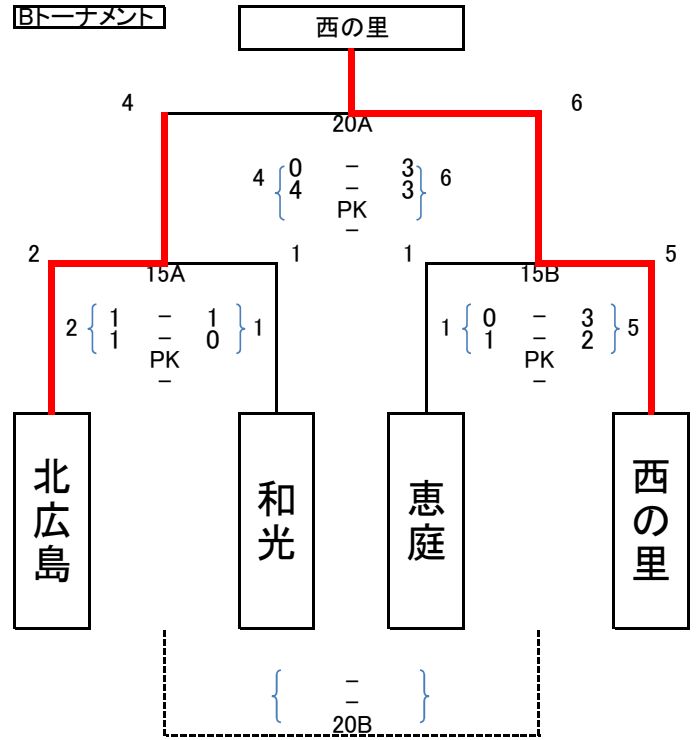 Bトーナメント
西の里
4 6
20A
4 0 － 3 6
4 － 3
PK
－
2 1 1 5
15A 15B
2 1 － 1 1 1 0 － 3 5
1 － 0 1 － 2
PK PK
－ －
北広島 和光 恵庭 西の里
－
－
20B